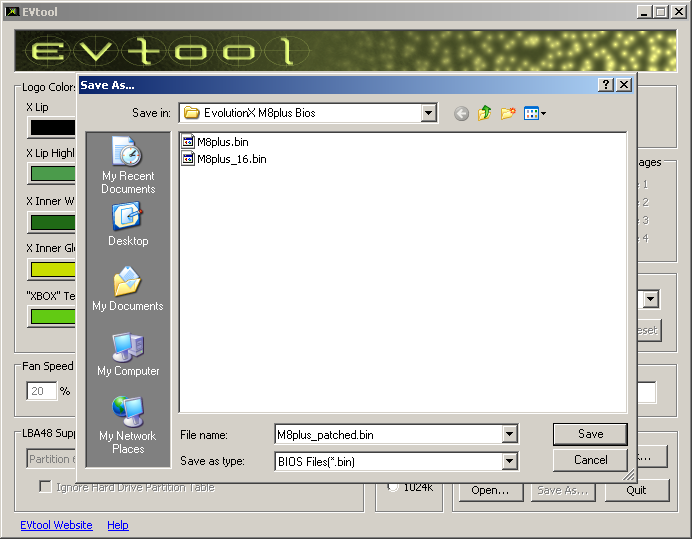 EVtool
EVtool
Logo Colors
Save As...
X Lip
Save in:
EvolutionX M8plus Bios
M8plus.bin
M8plus_16.bin
X Lip Highl
My Recent
Documents
1
X Inner W
2
Desktop
3
4
X Inner Glo
My Documents
"XBOX" Te
My Computer
eset
Fan Speed
20 %
My Network
Places
LBA48 Supp
File name:
M8plus_patched.bin
Save
Partition
Save as type:
BIOS Files(*.bin)
Cancel
Ignore Hard Drive Partition Table
1024k
Open...
Save As...
Quit
EVtool Website
Help